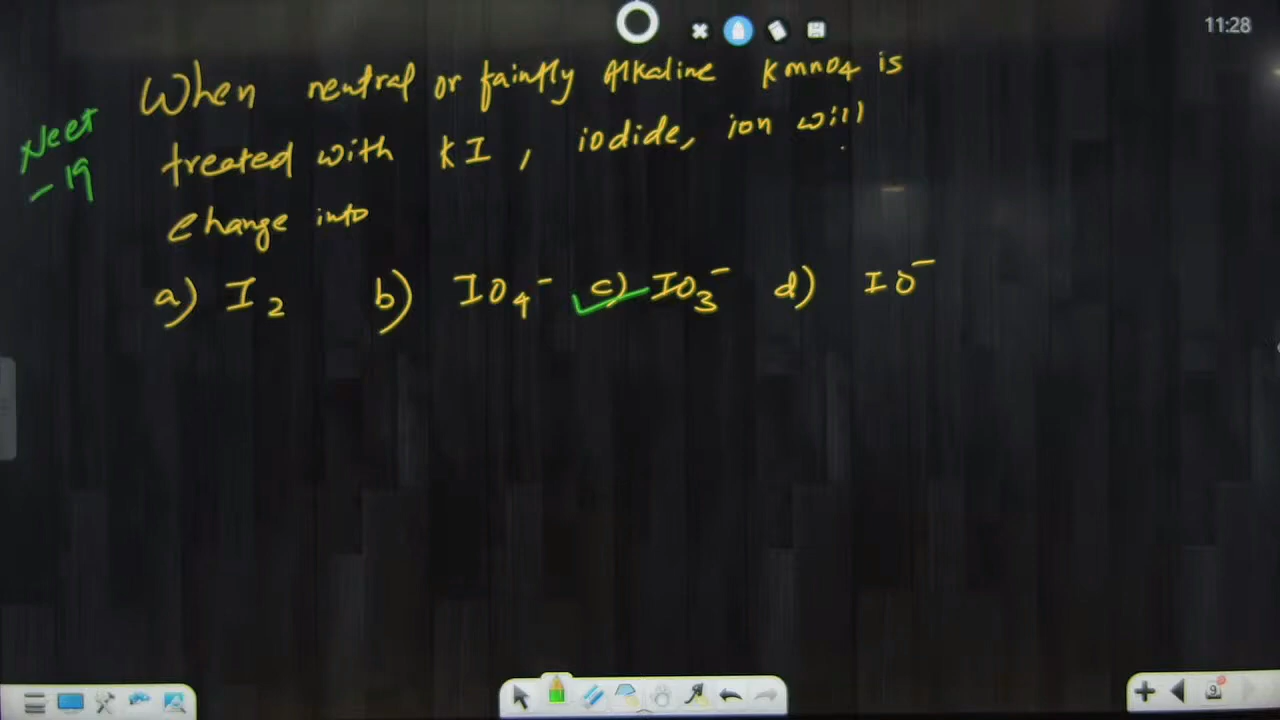 11:28
When neutral or faintly Alkaline KMnO4 is
Neet
-19
treated with KI, iodide, ion will
change into
a) I2 b) IO4- c) IO3- d) IO-
9